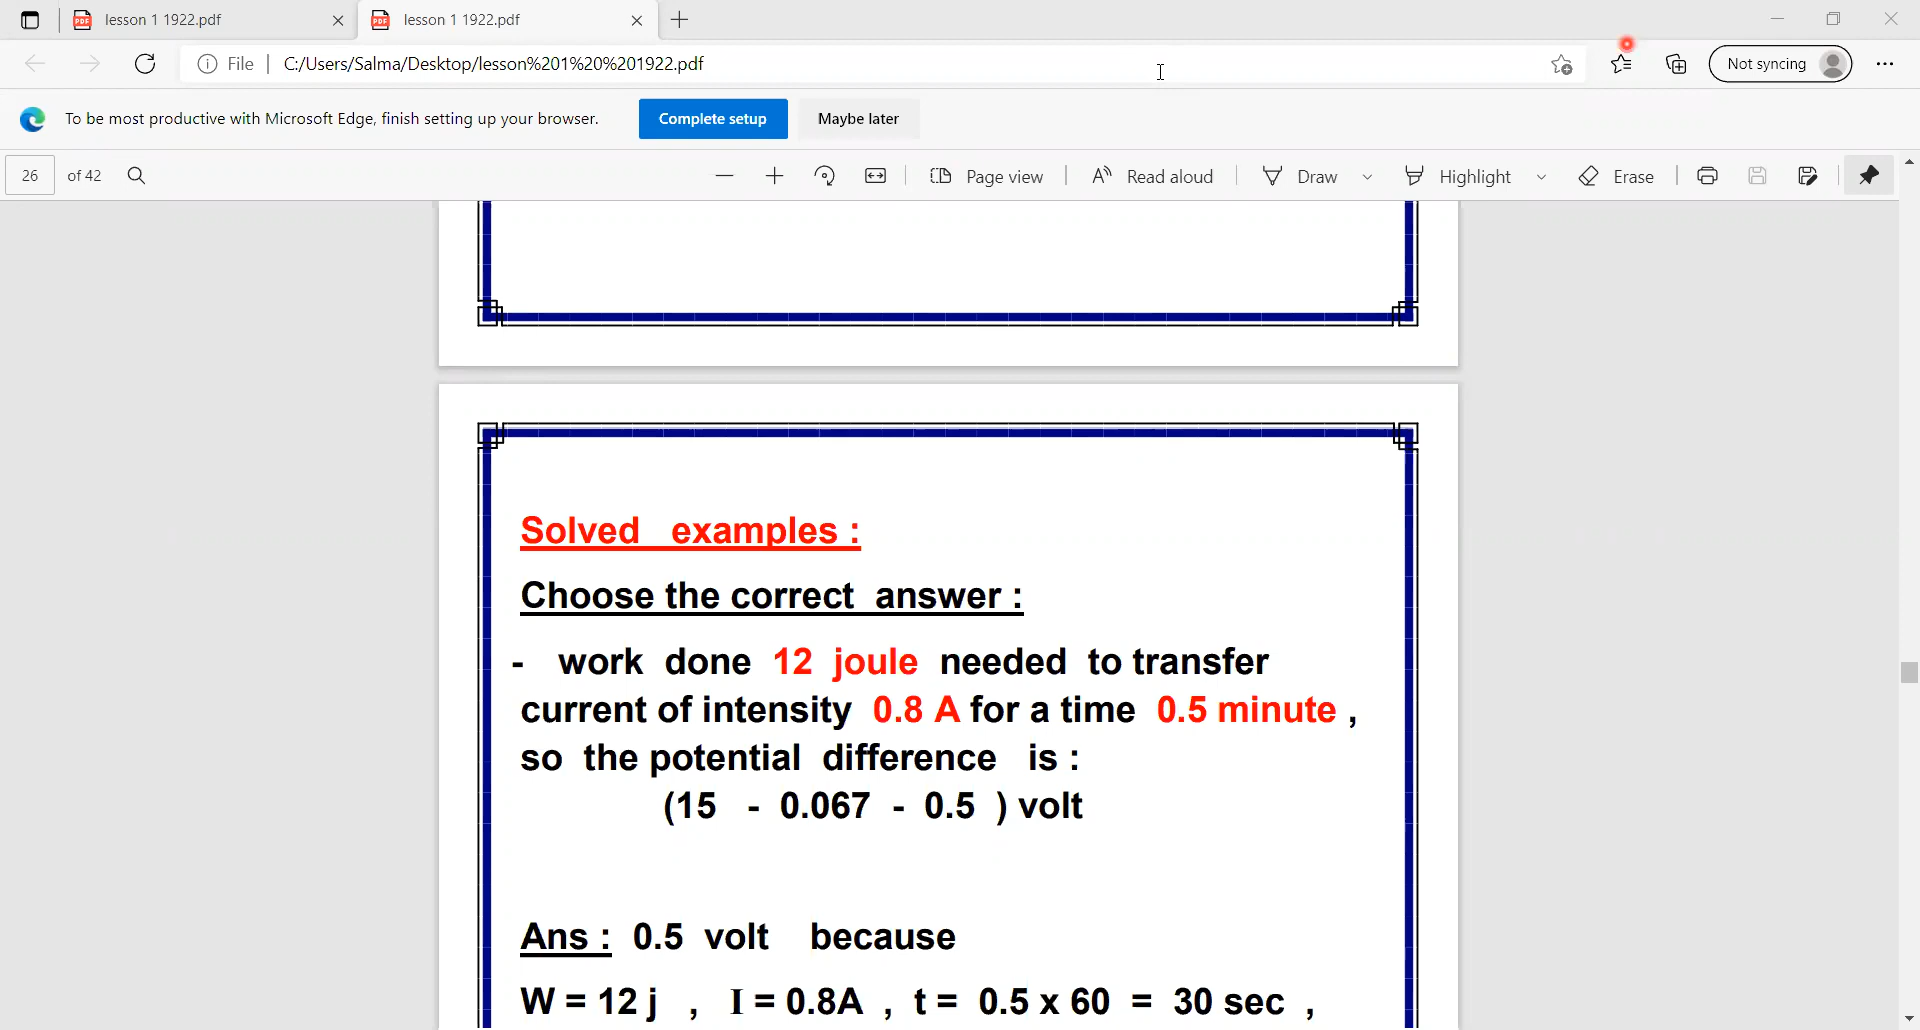 lesson 1 1922.pdf
lesson 1 1922.pdf
File
C:/Users/Salma/Desktop/lesson%201%20%201922.pdf
Not syncing
To be most productive with Microsoft Edge, finish setting up your browser.
Complete setup
Maybe later
26 of 42
Page view
Read aloud
Draw
Highlight
Erase
Solved examples :
Choose the correct answer :
- work done 12 joule needed to transfer
current of intensity 0.8 A for a time 0.5 minute ,
so the potential difference is :
(15 - 0.067 - 0.5 ) volt
Ans : 0.5 volt because
W = 12 j , I = 0.8A , t = 0.5 x 60 = 30 sec ,